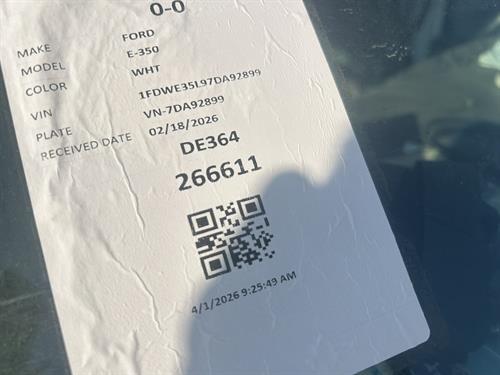 0-0
MAKE FORD
MODEL E-350
COLOR WHT
VIN 1FDWE35L97DA92899
PLATE VN-7DA92899
RECEIVED DATE 02/18/2026
DE364
266611
4/1/2026 9:25:49 AM